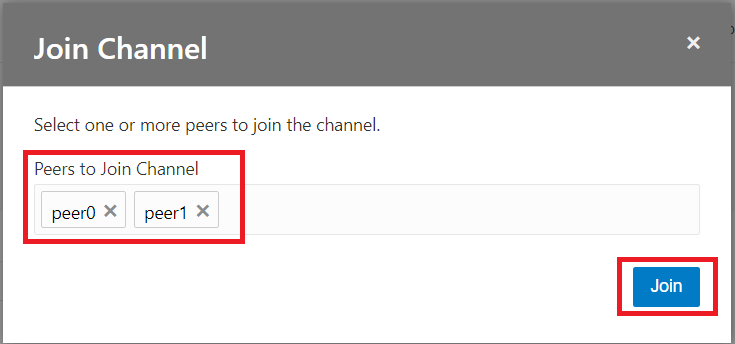 Join Channel ×
Select one or more peers to join the channel.
Peers to Join Channel
peer0 × peer1 ×
Join